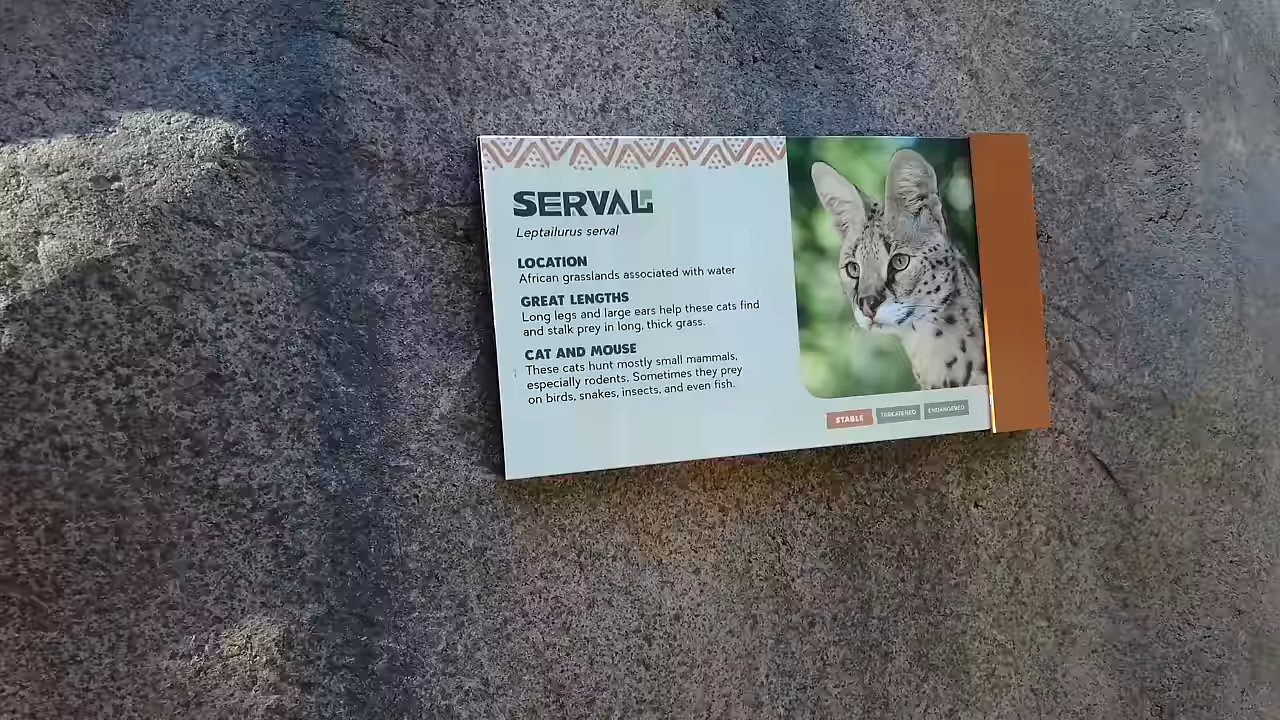 SERVAL
Leptailurus serval
LOCATION
African grasslands associated with water
GREAT LENGTHS
Long legs and large ears help these cats find
and stalk prey in long, thick grass.
CAT AND MOUSE
These cats hunt mostly small mammals,
especially rodents. Sometimes they prey
on birds, snakes, insects, and even fish.
STABLE THREATENED ENDANGERED